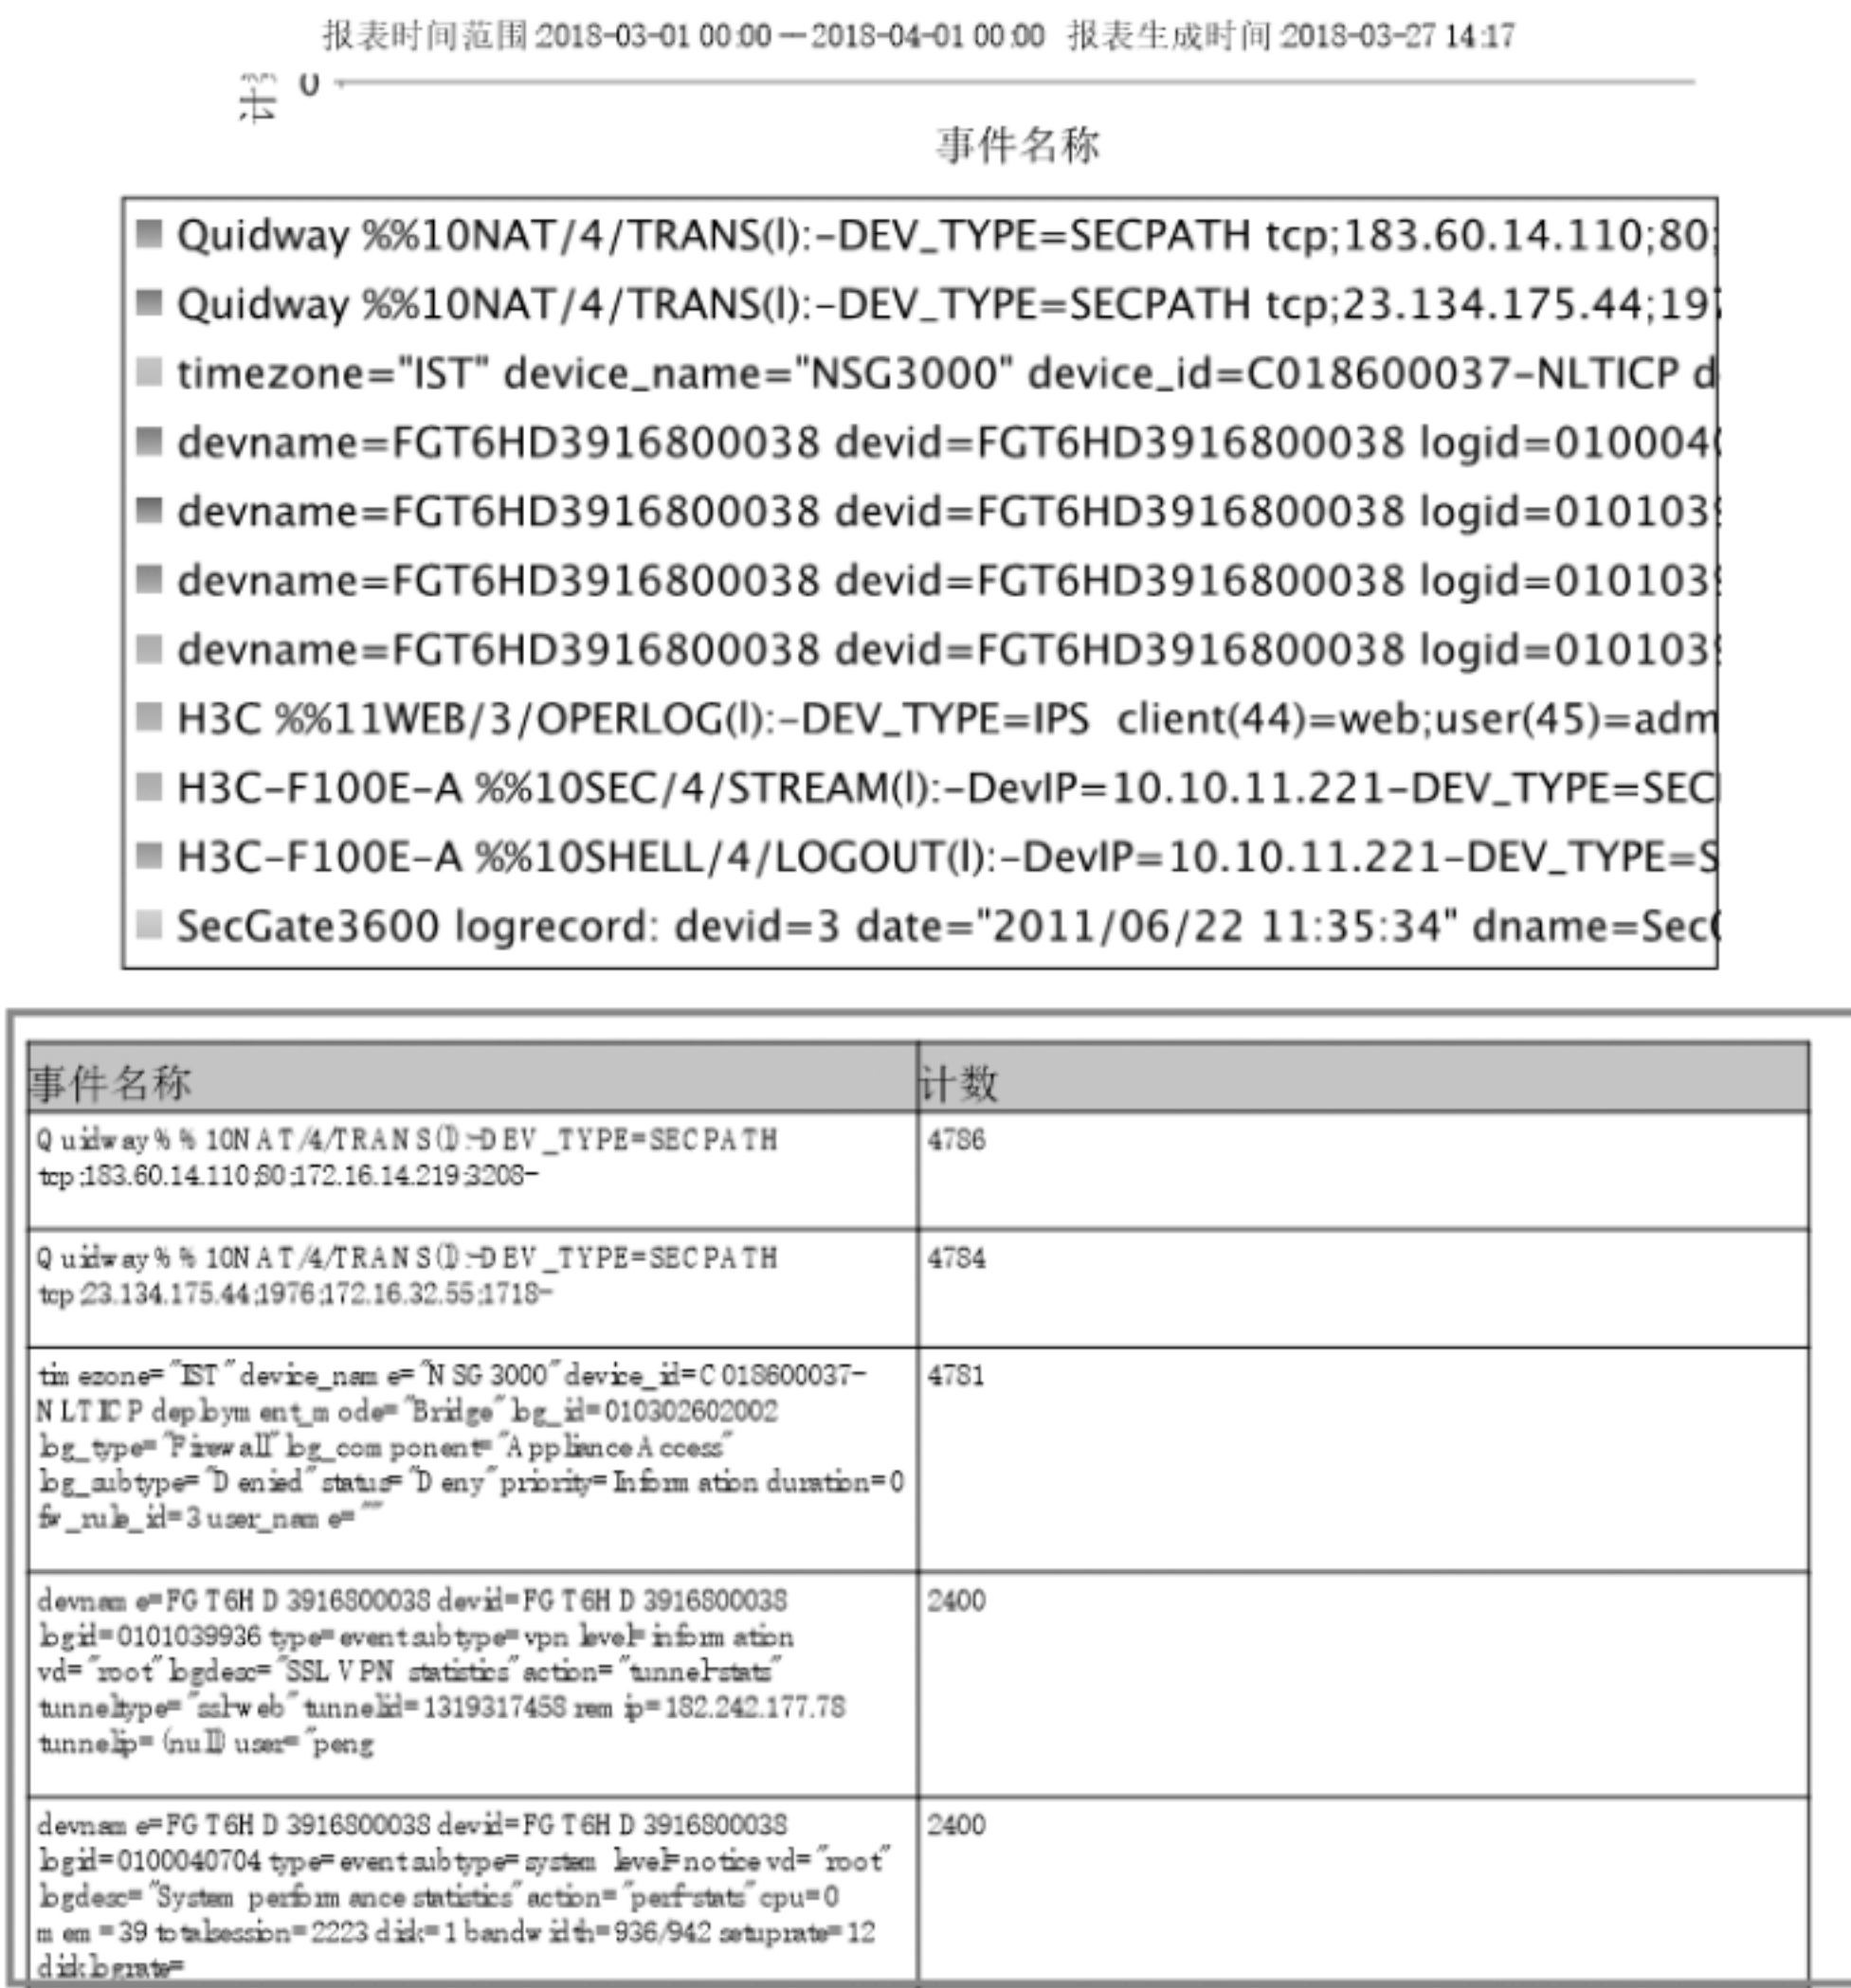 报表时间范围:2018-03-01 00:00 — 2018-04-01 00:00 报表生成时间:2018-03-27 14:17
0
事件名称
Quidway %%10NAT/4/TRANS(l):-DEV_TYPE=SECPATH tcp;183.60.14.110;80;
Quidway %%10NAT/4/TRANS(l):-DEV_TYPE=SECPATH tcp;23.134.175.44;197
timezone="IST" device_name="NSG3000" device_id=C018600037-NLTICP d
devname=FGT6HD3916800038 devid=FGT6HD3916800038 logid=010004
devname=FGT6HD3916800038 devid=FGT6HD3916800038 logid=010103
devname=FGT6HD3916800038 devid=FGT6HD3916800038 logid=010103
devname=FGT6HD3916800038 devid=FGT6HD3916800038 logid=010103
H3C %%11WEB/3/OPERLOG(l):-DEV_TYPE=IPS client(44)=web;user(45)=adm
H3C-F100E-A %%10SEC/4/STREAM(l):-DevIP=10.10.11.221-DEV_TYPE=SEC
H3C-F100E-A %%10SHELL/4/LOGOUT(l):-DevIP=10.10.11.221-DEV_TYPE=S
SecGate3600 logrecord: devid=3 date="2011/06/22 11:35:34" dname=Sec
事件名称 计数
Quidway %%10NAT/4/TRANS(l):-DEV_TYPE=SECPATH 4786
tcp;183.60.14.110;80;172.16.14.219;3208-
Quidway %%10NAT/4/TRANS(l):-DEV_TYPE=SECPATH 4784
tcp;23.134.175.44;1976;172.16.32.55;1718-
timezone="IST" device_name="NSG3000" device_id=C018600037- 4781
NLTICP deployment_mode="Bridge" log_id=010302602002
log_type="Firewall" log_component="Appliance Access"
log_subtype="Denied" status="Deny" priority=Information duration=0
fw_rule_id=3 user_name=""
devname=FGT6HD3916800038 devid=FGT6HD3916800038 2400
logid=0101039936 type=event subtype=vpn level=information
vd="root" logdesc="SSL VPN statistics" action="tunnel-stats"
tunneltype="ssl-web" tunnelid=1319317458 remip=182.242.177.78
tunnelip=(null) user="peng
devname=FGT6HD3916800038 devid=FGT6HD3916800038 2400
logid=0100040704 type=event subtype=system level=notice vd="root"
logdesc="System performance statistics" action="perf-stats" cpu=0
mem=39 totalsession=2223 disk=1 bandwidth=936/942 setuprate=12
disklograte=